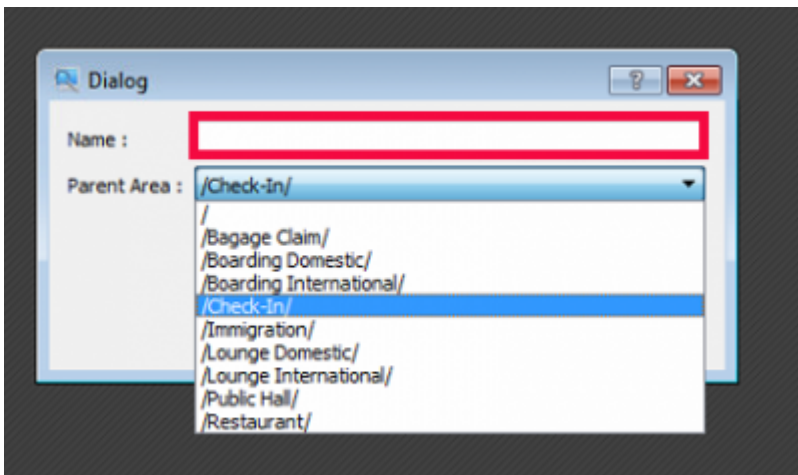 Dialog
Name :
Parent Area : /Check-In/
/
/Bagage Claim/
/Boarding Domestic/
/Boarding International/
/Check-In/
/Immigration/
/Lounge Domestic/
/Lounge International/
/Public Hall/
/Restaurant/